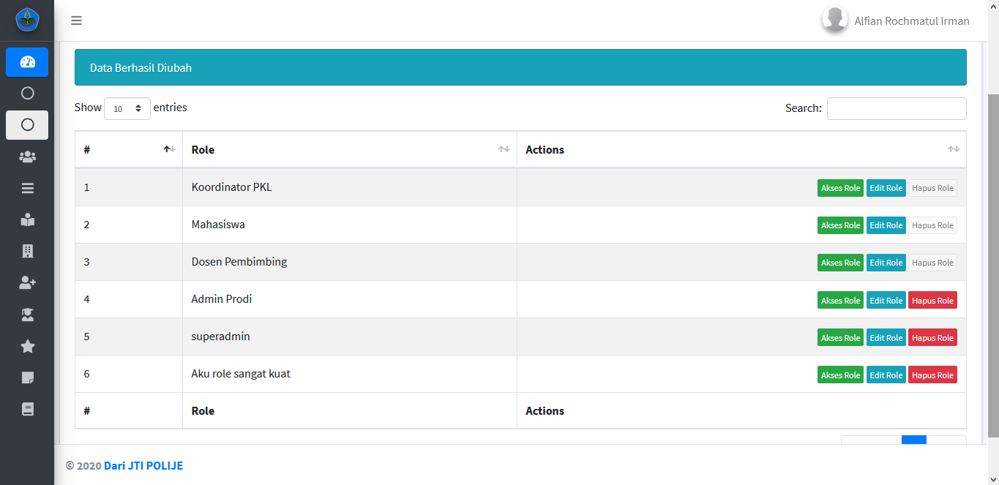 Alfian Rochmatul Irman
Data Berhasil Diubah
Show 10 entries Search:
# Role Actions
1 Koordinator PKL Akses Role Edit Role Hapus Role
2 Mahasiswa Akses Role Edit Role Hapus Role
3 Dosen Pembimbing Akses Role Edit Role Hapus Role
4 Admin Prodi Akses Role Edit Role Hapus Role
5 superadmin Akses Role Edit Role Hapus Role
6 Aku role sangat kuat Akses Role Edit Role Hapus Role
# Role Actions
© 2020 Dari JTI POLIJE